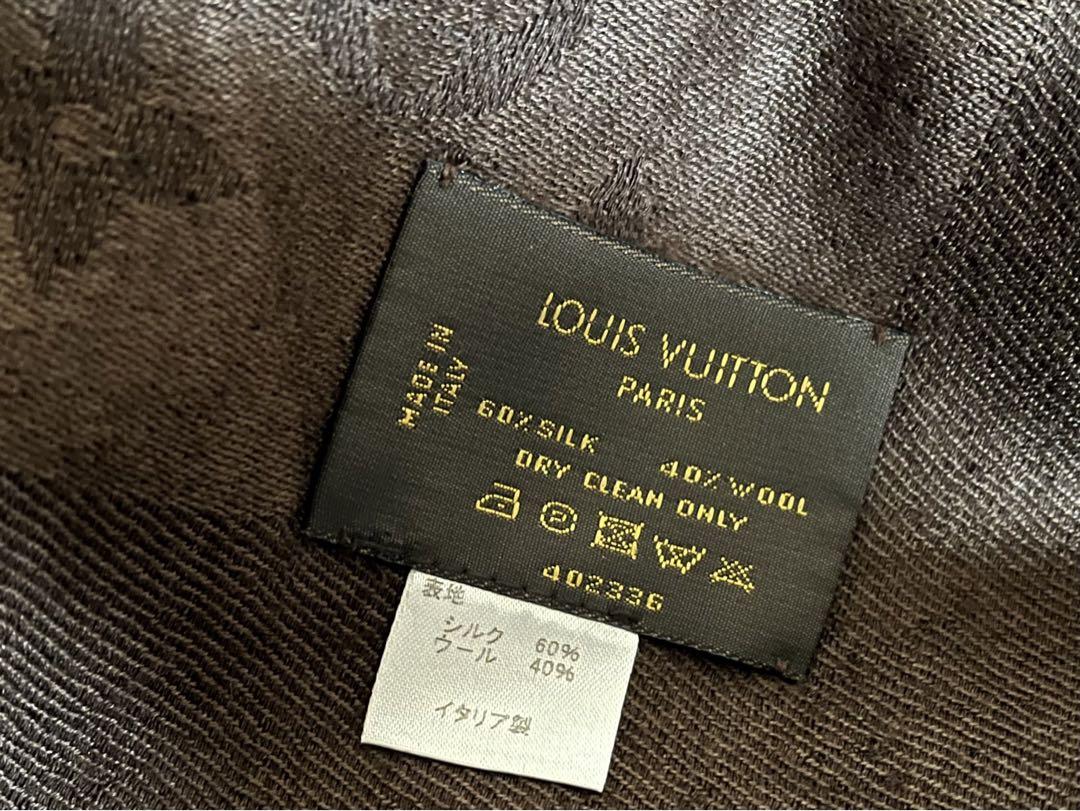 LOUIS VUITTON
PARIS
MADE IN
ITALY
60% SILK 40% WOOL
DRY CLEAN ONLY
402336
表地
シルク 60%
ウール 40%
イタリア製